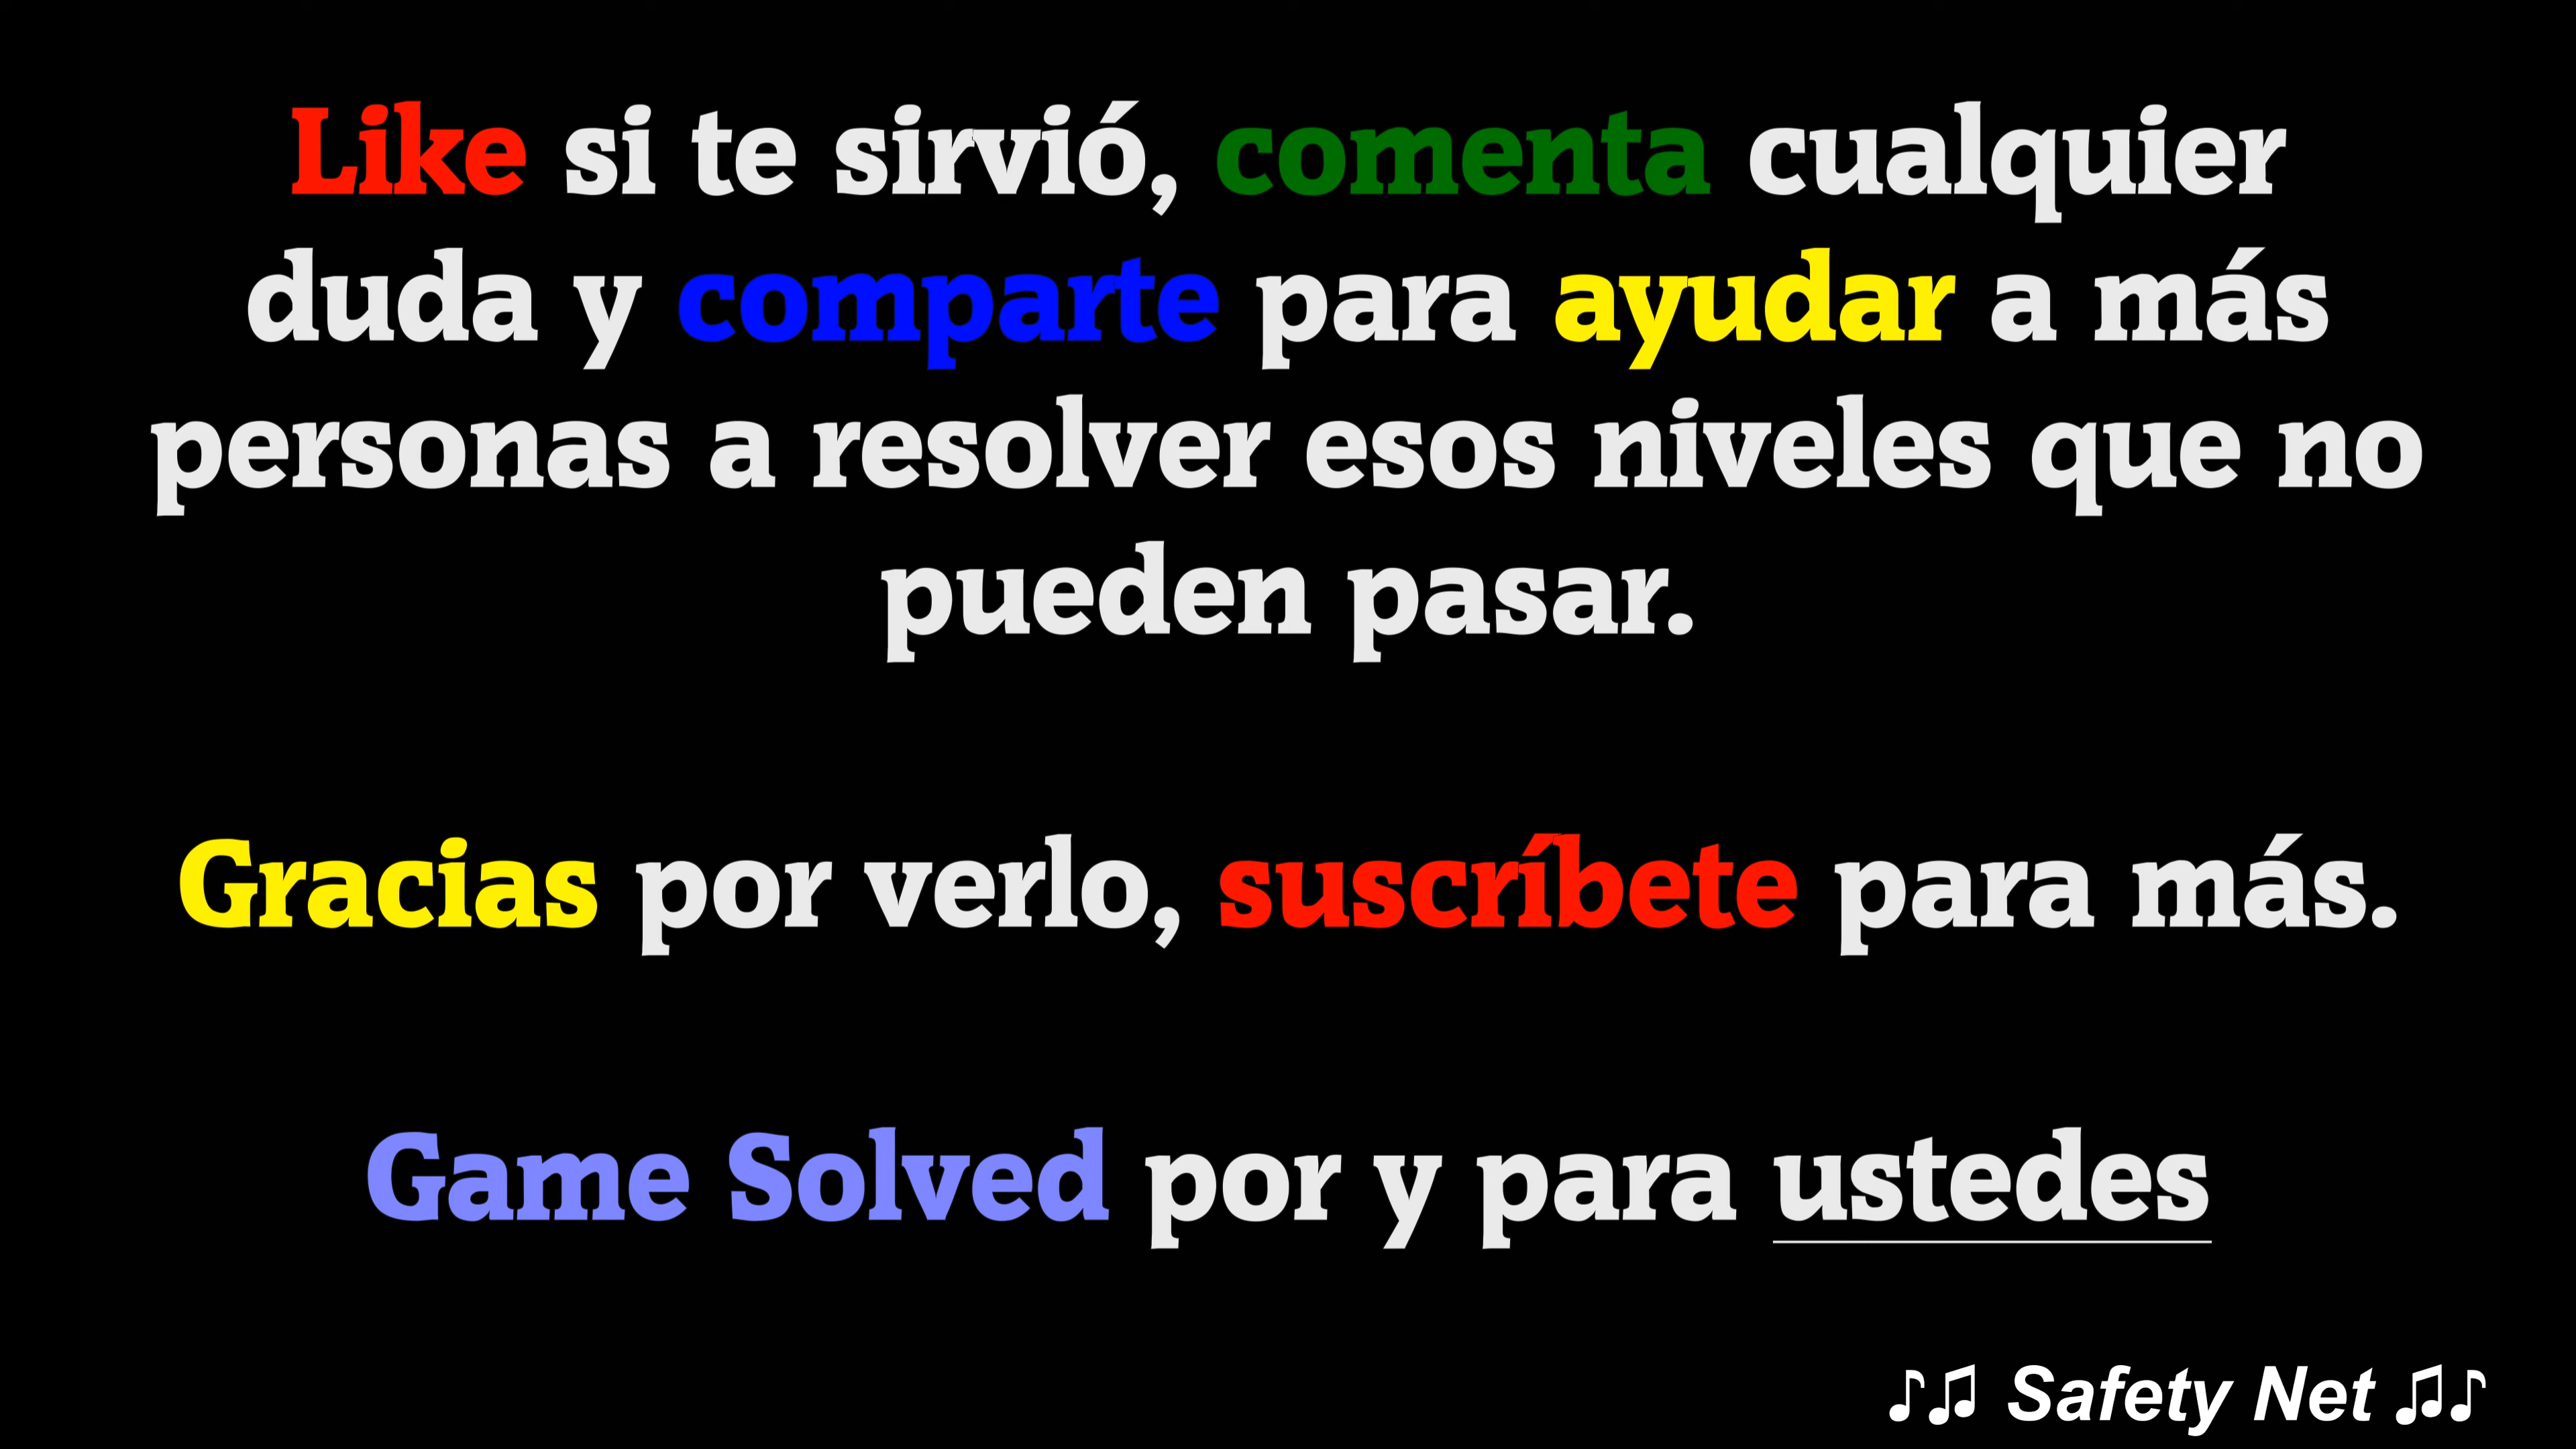 Like si te sirvió, comenta cualquier
duda y comparte para ayudar a más
personas a resolver esos niveles que no
pueden pasar.
Gracias por verlo, suscríbete para más.
Game Solved por y para ustedes
♪♫ Safety Net ♫♪